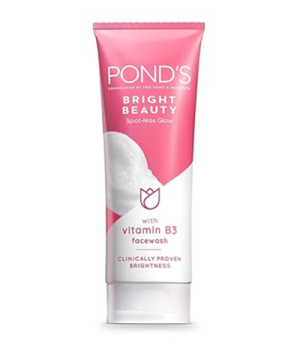 POND'S
BRIGHT
BEAUTY
Spot-less Glow
with
vitamin B3
facewash
CLINICALLY PROVEN
BRIGHTNESS